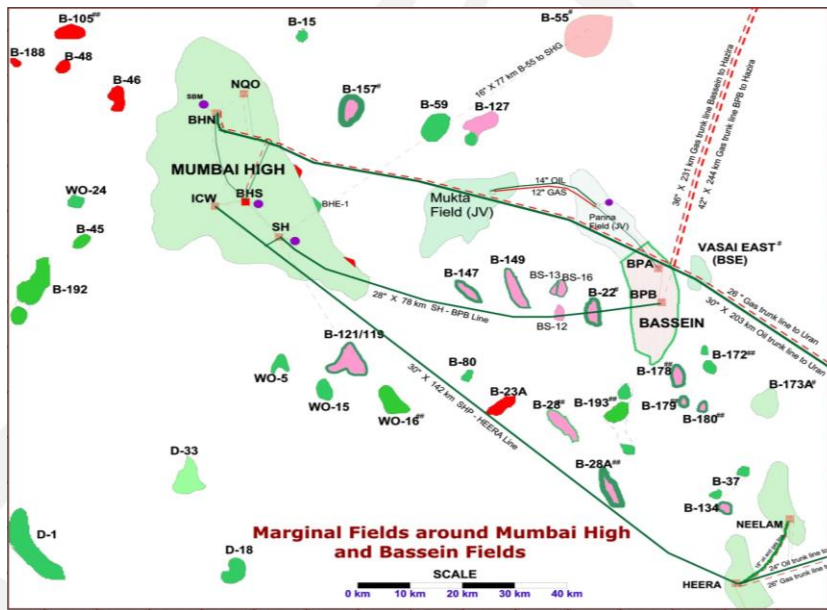 B-105##
B-15
B-55#
B-188
B-48
B-46
NQO
SBM
BHN
B-157#
B-59
B-127
16" X 77 km B-55 to SHG
36" X 231 km Gas trunk line Bassein to Hazira
42" X 244 km Gas trunk line BPB to Hazira
MUMBAI HIGH
14" OIL
12" GAS
WO-24
ICW
BHS
BHE-1
Mukta
Field (JV)
Panna
Field (JV)
B-45
SH
VASAI EAST#
(BSE)
B-192
B-147
B-149
BS-13
BS-16
B-22#
BPA
BPB
BASSEIN
28" X 78 km SH - BPB Line
BS-12
28" Gas trunk line to Uran
30" X 203 km Oil trunk line to Uran
B-121/119
WO-5
WO-15
WO-16##
B-80
B-23A
30" X 142 km SHP - HEERA Line
B-28##
B-193##
B-178##
B-172##
B-179##
B-180##
B-173A#
D-33
B-28A##
B-37
B-134
NEELAM
D-1
D-18
HEERA
24" Oil trunk line to
26" Gas trunk line to
Marginal Fields around Mumbai High
and Bassein Fields
SCALE
0 km 10 km 20 km 30 km 40 km